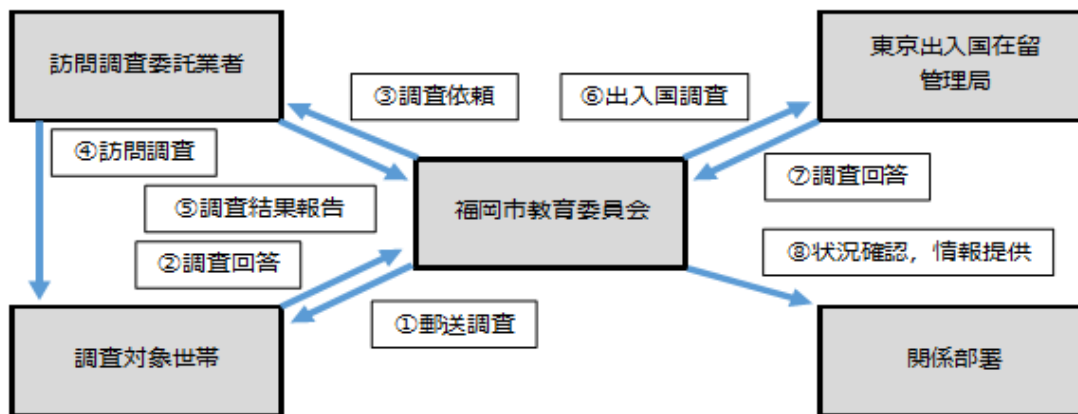 訪問調査委託業者
東京出入国在留
管理局
③調査依頼
⑥出入国調査
④訪問調査
⑦調査回答
⑤調査結果報告
福岡市教育委員会
②調査回答
⑧状況確認，情報提供
①郵送調査
調査対象世帯
関係部署